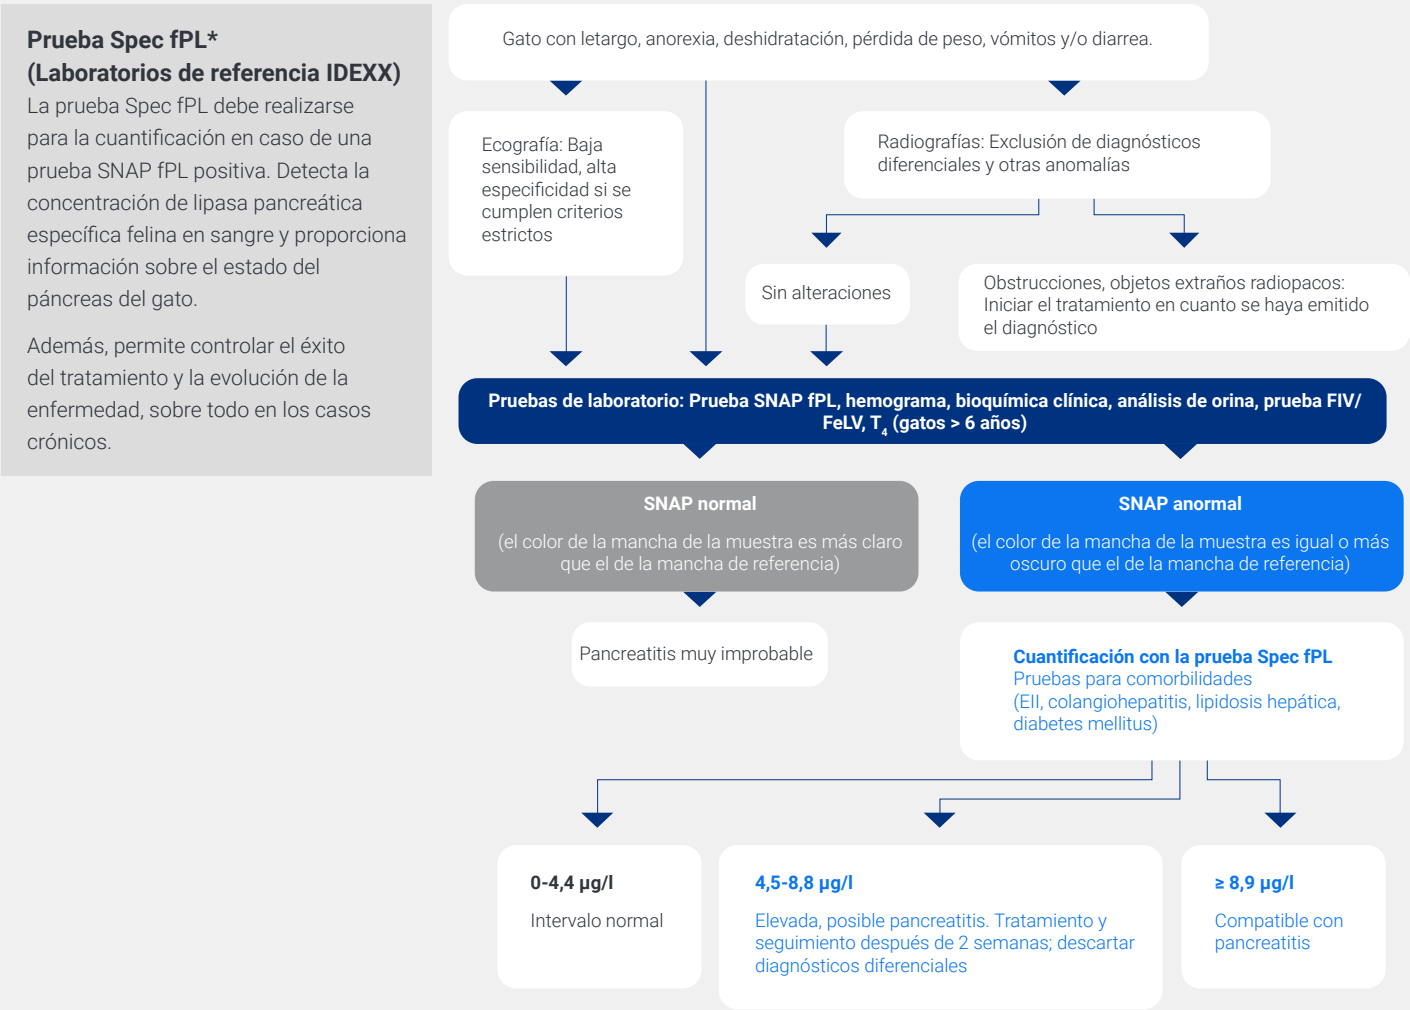 Prueba Spec fPL*
(Laboratorios de referencia IDEXX)
La prueba Spec fPL debe realizarse
para la cuantificación en caso de una
prueba SNAP fPL positiva. Detecta la
concentración de lipasa pancreática
específica felina en sangre y proporciona
información sobre el estado del
páncreas del gato.
Además, permite controlar el éxito
del tratamiento y la evolución de la
enfermedad, sobre todo en los casos
crónicos.
Gato con letargo, anorexia, deshidratación, pérdida de peso, vómitos y/o diarrea.
Ecografía: Baja
sensibilidad, alta
especificidad si se
cumplen criterios
estrictos
Radiografías: Exclusión de diagnósticos
diferenciales y otras anomalías
Sin alteraciones
Obstrucciones, objetos extraños radiopacos:
Iniciar el tratamiento en cuanto se haya emitido
el diagnóstico
Pruebas de laboratorio: Prueba SNAP fPL, hemograma, bioquímica clínica, análisis de orina, prueba FIV/
FeLV, T4 (gatos > 6 años)
SNAP normal
(el color de la mancha de la muestra es más claro
que el de la mancha de referencia)
SNAP anormal
(el color de la mancha de la muestra es igual o más
oscuro que el de la mancha de referencia)
Pancreatitis muy improbable
Cuantificación con la prueba Spec fPL
Pruebas para comorbilidades
(EII, colangiohepatitis, lipidosis hepática,
diabetes mellitus)
0-4,4 µg/l
Intervalo normal
4,5-8,8 µg/l
Elevada, posible pancreatitis. Tratamiento y
seguimiento después de 2 semanas; descartar
diagnósticos diferenciales
≥ 8,9 µg/l
Compatible con
pancreatitis